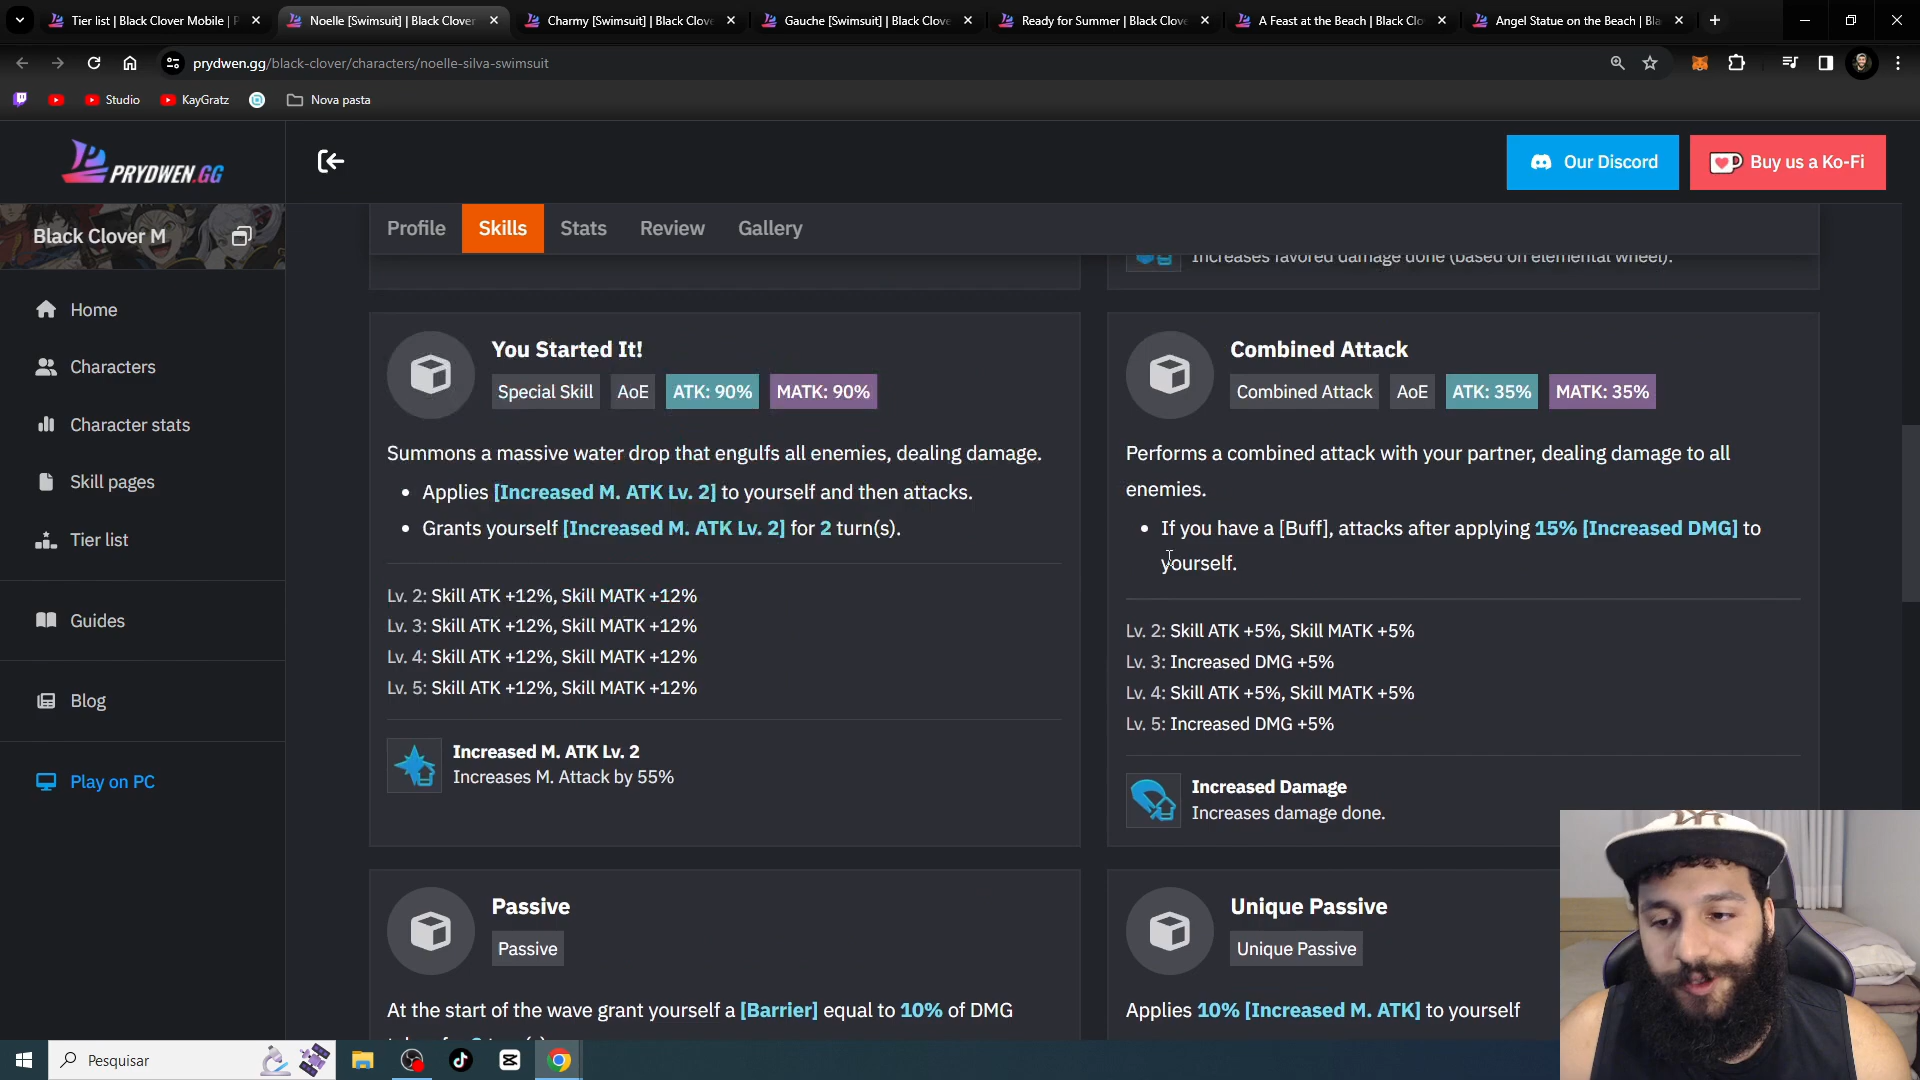 Tier list | Black Clover Mobile | P
Noelle [Swimsuit] | Black Clover
Charmy [Swimsuit] | Black Clove
Gauche [Swimsuit] | Black Clove
Ready for Summer | Black Clove
A Feast at the Beach | Black Clo
Angel Statue on the Beach | Bla
prydwen.gg/black-clover/characters/noelle-silva-swimsuit
Studio
KayGratz
Nova pasta
PRYDWEN.GG
Our Discord
Buy us a Ko-Fi
Black Clover M
Profile
Skills
Stats
Review
Gallery
Home
Characters
Character stats
Skill pages
Tier list
Guides
Blog
Play on PC
Increases favored damage done (based on elemental wheel).
You Started It!
Special Skill
AoE
ATK: 90%
MATK: 90%
Summons a massive water drop that engulfs all enemies, dealing damage.
• Applies [Increased M. ATK Lv. 2] to yourself and then attacks.
• Grants yourself [Increased M. ATK Lv. 2] for 2 turn(s).
Lv. 2: Skill ATK +12%, Skill MATK +12%
Lv. 3: Skill ATK +12%, Skill MATK +12%
Lv. 4: Skill ATK +12%, Skill MATK +12%
Lv. 5: Skill ATK +12%, Skill MATK +12%
Increased M. ATK Lv. 2
Increases M. Attack by 55%
Combined Attack
Combined Attack
AoE
ATK: 35%
MATK: 35%
Performs a combined attack with your partner, dealing damage to all
enemies.
• If you have a [Buff], attacks after applying 15% [Increased DMG] to
yourself.
Lv. 2: Skill ATK +5%, Skill MATK +5%
Lv. 3: Increased DMG +5%
Lv. 4: Skill ATK +5%, Skill MATK +5%
Lv. 5: Increased DMG +5%
Increased Damage
Increases damage done.
Passive
Passive
At the start of the wave grant yourself a [Barrier] equal to 10% of DMG
Unique Passive
Unique Passive
Applies 10% [Increased M. ATK] to yourself
Pesquisar